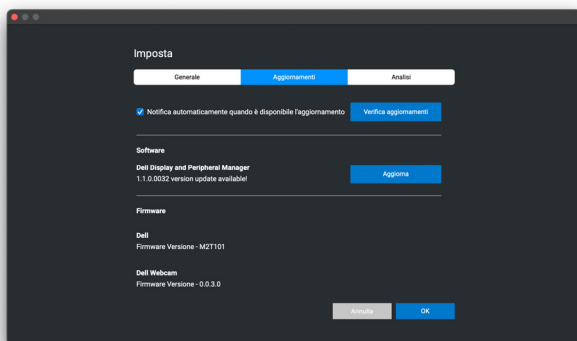 Imposta
Generale Aggiornamenti Analisi
Notifica automaticamente quando è disponibile l'aggiornamento Verifica aggiornamenti
Software
Dell Display and Peripheral Manager
1.1.0.0032 version update available!
Aggiorna
Firmware
Dell
Firmware Versione - M2T101
Dell Webcam
Firmware Versione - 0.0.3.0
Annulla OK